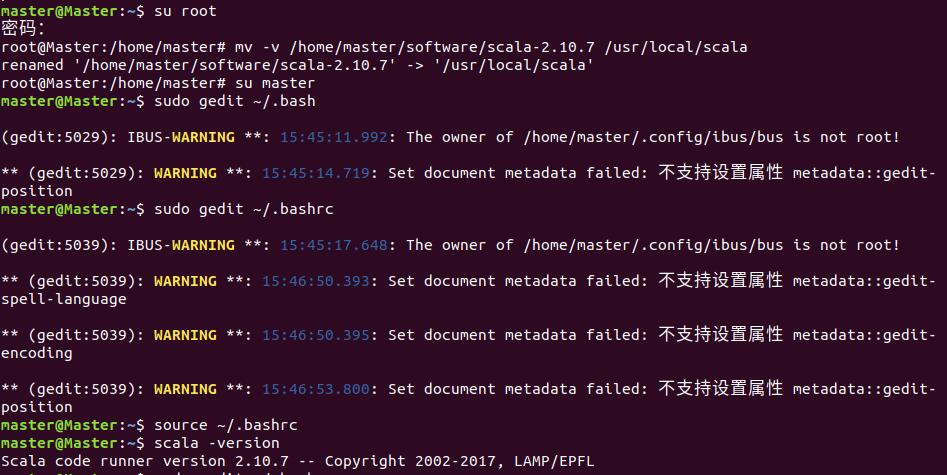 master@Master:~$ su root
密码：
root@Master:/home/master# mv -v /home/master/software/scala-2.10.7 /usr/local/scala
renamed '/home/master/software/scala-2.10.7' -> '/usr/local/scala'
root@Master:/home/master# su master
master@Master:~$ sudo gedit ~/.bash
(gedit:5029): IBUS-WARNING **: 15:45:11.992: The owner of /home/master/.config/ibus/bus is not root!
** (gedit:5029): WARNING **: 15:45:14.719: Set document metadata failed: 不支持设置属性 metadata::gedit-
position
master@Master:~$ sudo gedit ~/.bashrc
(gedit:5039): IBUS-WARNING **: 15:45:17.648: The owner of /home/master/.config/ibus/bus is not root!
** (gedit:5039): WARNING **: 15:46:50.393: Set document metadata failed: 不支持设置属性 metadata::gedit-
spell-language
** (gedit:5039): WARNING **: 15:46:50.395: Set document metadata failed: 不支持设置属性 metadata::gedit-
encoding
** (gedit:5039): WARNING **: 15:46:53.800: Set document metadata failed: 不支持设置属性 metadata::gedit-
position
master@Master:~$ source ~/.bashrc
master@Master:~$ scala -version
Scala code runner version 2.10.7 -- Copyright 2002-2017, LAMP/EPFL